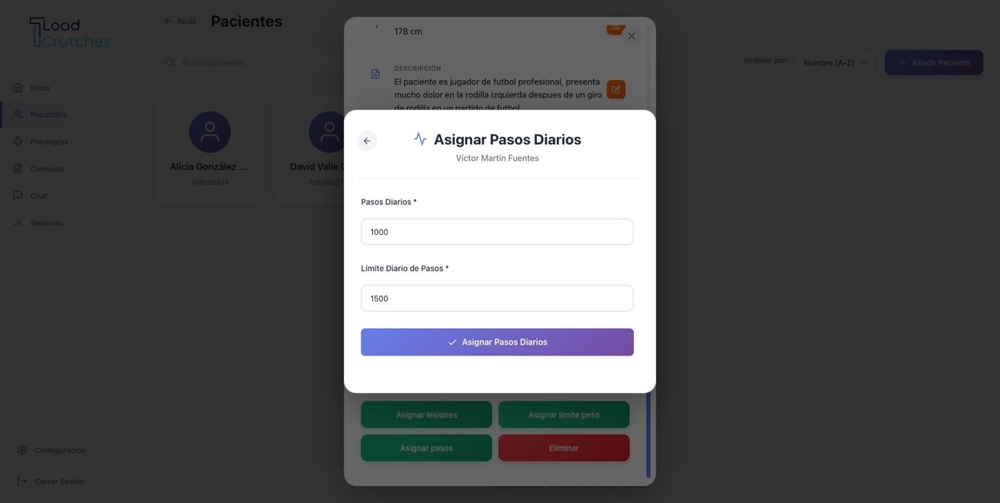 Load
Crutches
Atrás
Pacientes
Buscar pacientes...
Ordenar por:
Nombre (A-Z)
Añadir Paciente
Inicio
Pacientes
Patologías
Consejos
Chat
Sesiones
Alicia González ...
70819897A
David Valle
178 cm
DESCRIPCIÓN
El paciente es jugador de futbol profesional, presenta
mucho dolor en la rodilla izquierda despues de un giro
de rodilla en un partido de futbol
Asignar Pasos Diarios
Víctor Martín Fuentes
Pasos Diarios *
1000
Límite Diario de Pasos *
1500
Asignar Pasos Diarios
Asignar lesiones
Asignar límite peso
Asignar pasos
Eliminar
Configuración
Cerrar Sesión